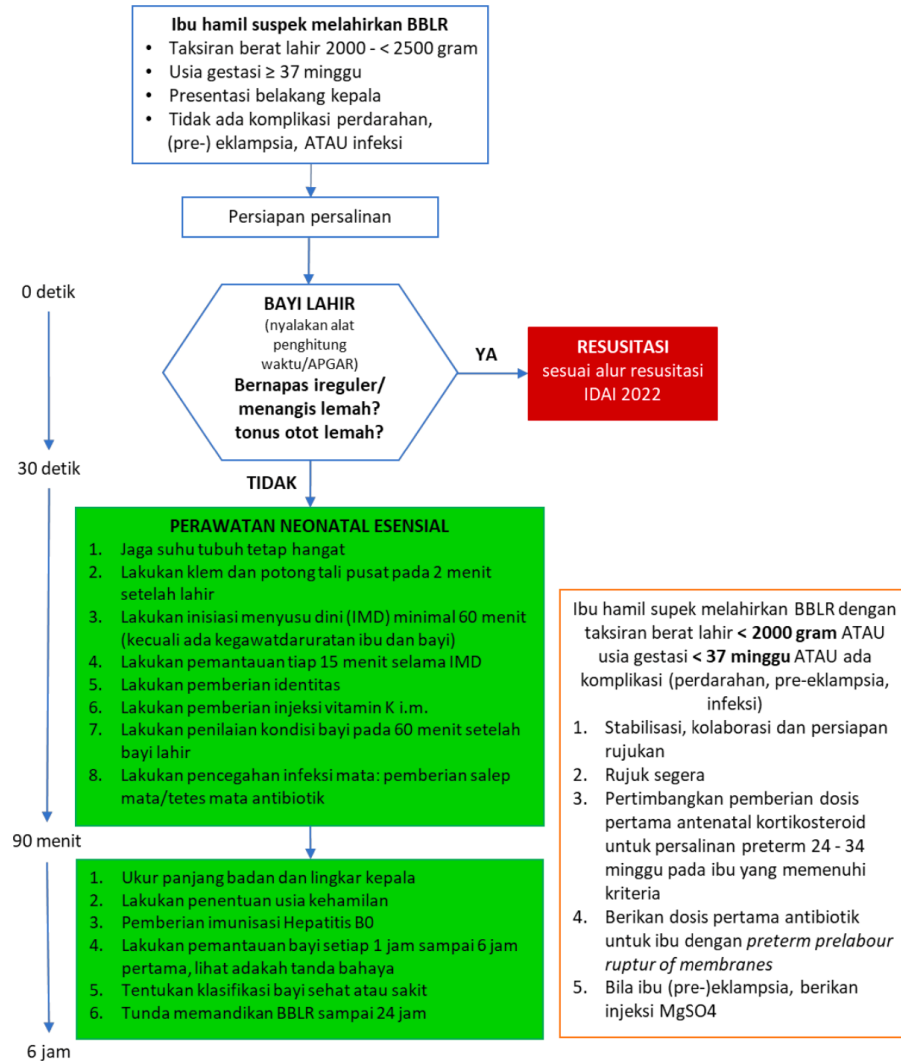 Ibu hamil suspek melahirkan BBLR
• Taksiran berat lahir 2000 - < 2500 gram
• Usia gestasi ≥ 37 minggu
• Presentasi belakang kepala
• Tidak ada komplikasi perdarahan,
(pre-) eklampsia, ATAU infeksi
Persiapan persalinan
0 detik
BAYI LAHIR
(nyalakan alat
penghitung
waktu/APGAR)
Bernapas ireguler/
menangis lemah?
tonus otot lemah?
YA
RESUSITASI
sesuai alur resusitasi
IDAI 2022
30 detik
TIDAK
PERAWATAN NEONATAL ESENSIAL
1. Jaga suhu tubuh tetap hangat
2. Lakukan klem dan potong tali pusat pada 2 menit
setelah lahir
3. Lakukan inisiasi menyusu dini (IMD) minimal 60 menit
(kecuali ada kegawatdaruratan ibu dan bayi)
4. Lakukan pemantauan tiap 15 menit selama IMD
5. Lakukan pemberian identitas
6. Lakukan pemberian injeksi vitamin K i.m.
7. Lakukan penilaian kondisi bayi pada 60 menit setelah
bayi lahir
8. Lakukan pencegahan infeksi mata: pemberian salep
mata/tetes mata antibiotik
90 menit
1. Ukur panjang badan dan lingkar kepala
2. Lakukan penentuan usia kehamilan
3. Pemberian imunisasi Hepatitis B0
4. Lakukan pemantauan bayi setiap 1 jam sampai 6 jam
pertama, lihat adakah tanda bahaya
5. Tentukan klasifikasi bayi sehat atau sakit
6. Tunda memandikan BBLR sampai 24 jam
6 jam
Ibu hamil supek melahirkan BBLR dengan
taksiran berat lahir < 2000 gram ATAU
usia gestasi < 37 minggu ATAU ada
komplikasi (perdarahan, pre-eklampsia,
infeksi)
1. Stabilisasi, kolaborasi dan persiapan
rujukan
2. Rujuk segera
3. Pertimbangkan pemberian dosis
pertama antenatal kortikosteroid
untuk persalinan preterm 24 - 34
minggu pada ibu yang memenuhi
kriteria
4. Berikan dosis pertama antibiotik
untuk ibu dengan preterm prelabour
ruptur of membranes
5. Bila ibu (pre-)eklampsia, berikan
injeksi MgSO4